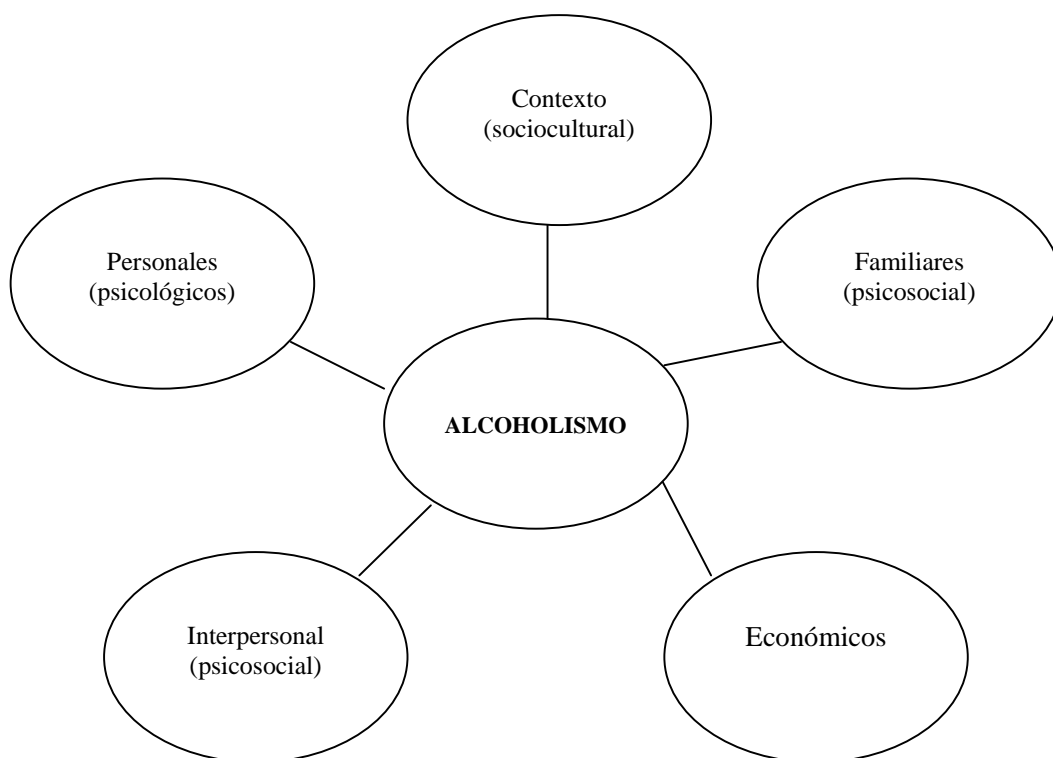 Contexto
(sociocultural)
Personales
(psicológicos)
Familiares
(psicosocial)
ALCOHOLISMO
Interpersonal
(psicosocial)
Económicos